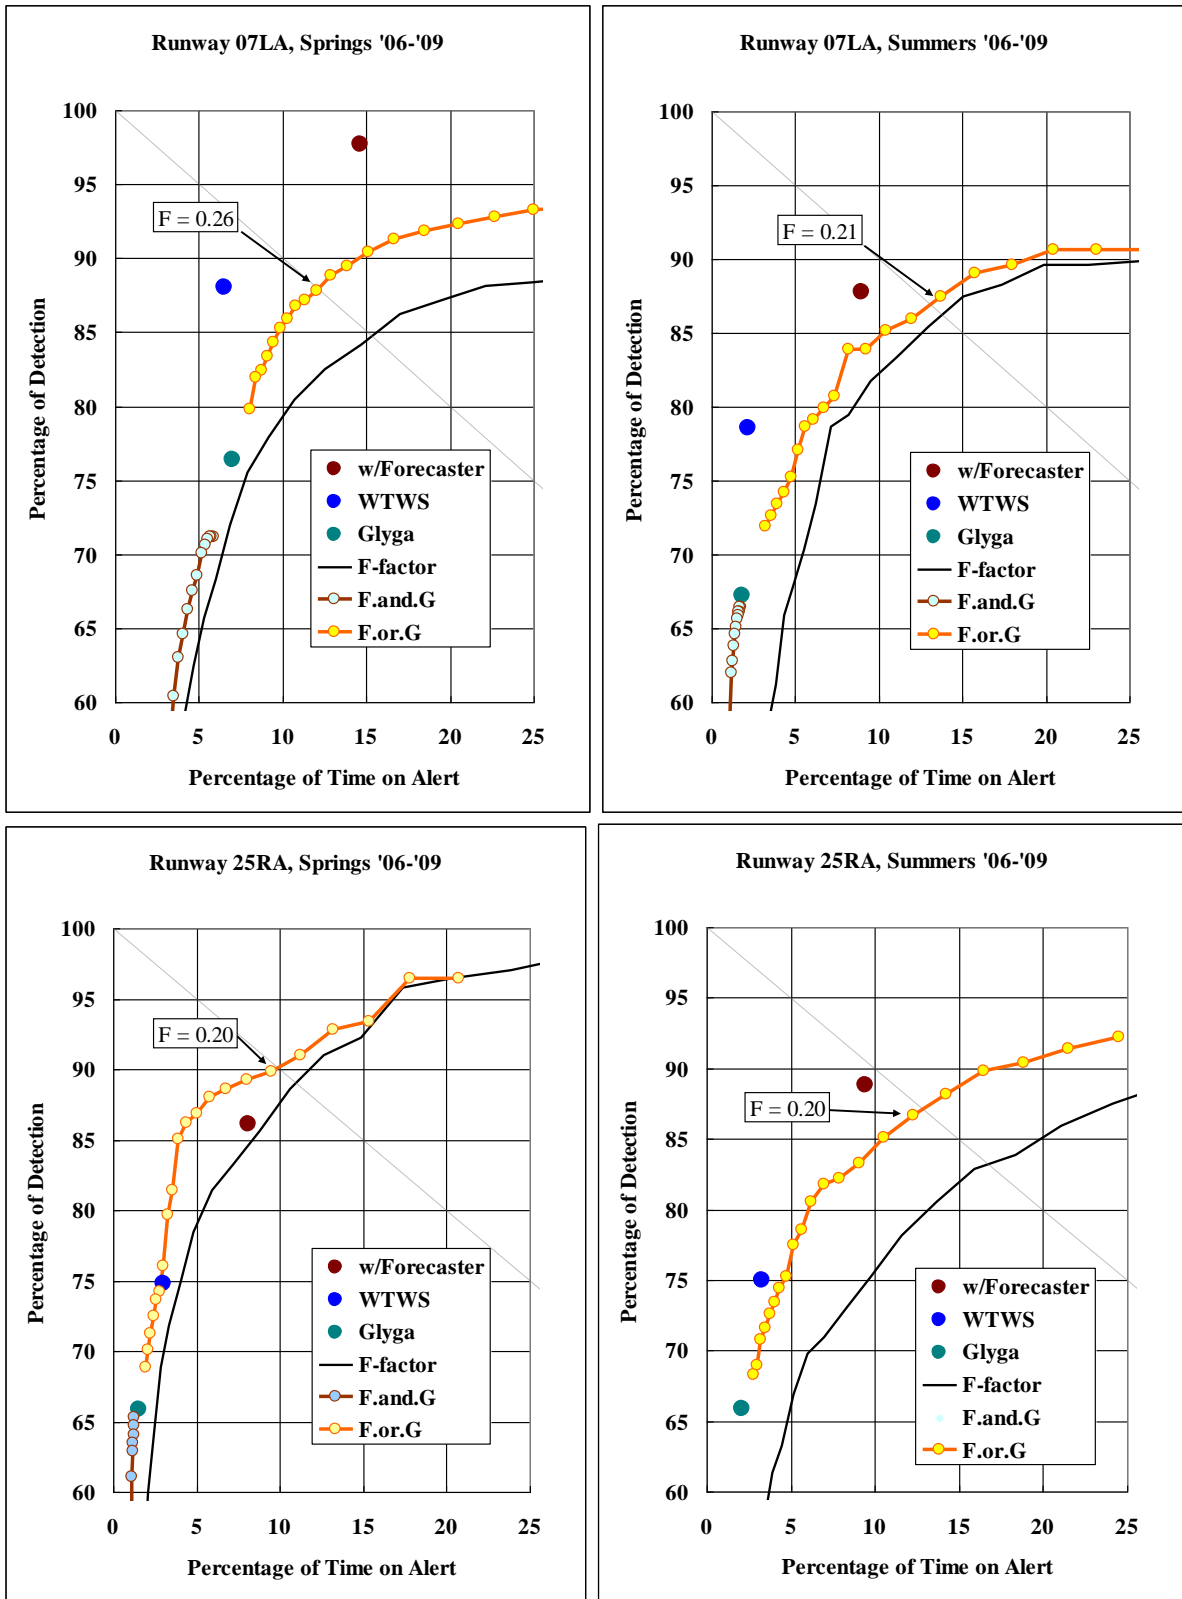 Runway 07LA, Springs '06-'09
Percentage of Detection
100
95
90
85
80
75
70
65
60
F = 0.26
w/Forecaster
WTWS
Glyga
F-factor
F.and.G
F.or.G
0 5 10 15 20 25
Percentage of Time on Alert
Runway 07LA, Summers '06-'09
Percentage of Detection
100
95
90
85
80
75
70
65
60
F = 0.21
w/Forecaster
WTWS
Glyga
F-factor
F.and.G
F.or.G
0 5 10 15 20 25
Percentage of Time on Alert
Runway 25RA, Springs '06-'09
Percentage of Detection
100
95
90
85
80
75
70
65
60
F = 0.20
w/Forecaster
WTWS
Glyga
F-factor
F.and.G
F.or.G
0 5 10 15 20 25
Percentage of Time on Alert
Runway 25RA, Summers '06-'09
Percentage of Detection
100
95
90
85
80
75
70
65
60
F = 0.20
w/Forecaster
WTWS
Glyga
F-factor
F.and.G
F.or.G
0 5 10 15 20 25
Percentage of Time on Alert